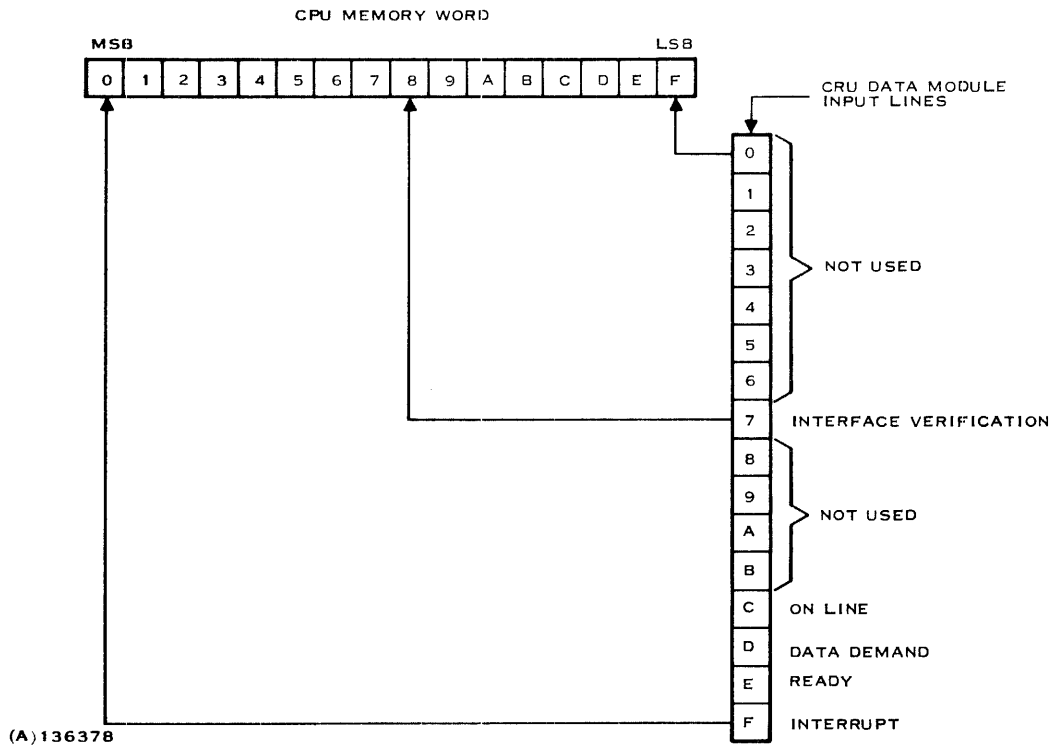 CPU MEMORY WORD
MSB LSB
0 1 2 3 4 5 6 7 8 9 A B C D E F
CRU DATA MODULE
INPUT LINES
0
1
2
3
NOT USED
4
5
6
7 INTERFACE VERIFICATION
8
9
NOT USED
A
B
C ON LINE
D DATA DEMAND
E READY
F INTERRUPT
(A)136378